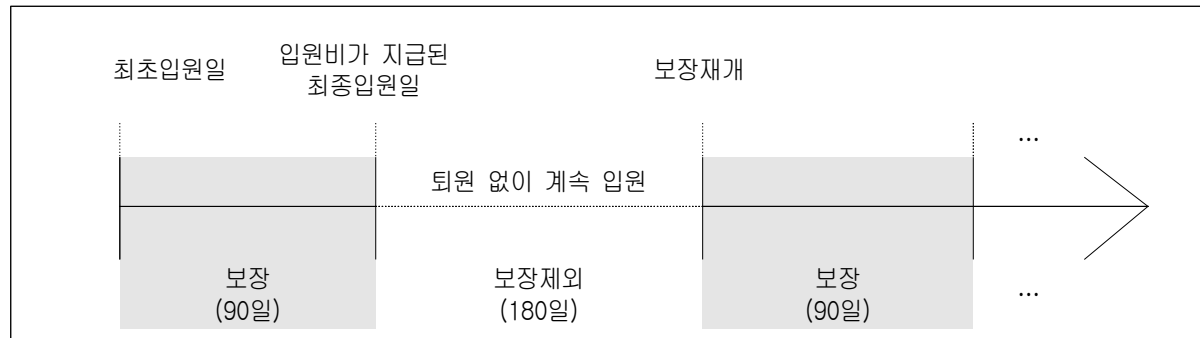 최초입원일
입원비가 지급된
최종입원일
보장재개
...
퇴원 없이 계속 입원
보장
(90일)
보장제외
(180일)
보장
(90일)
...